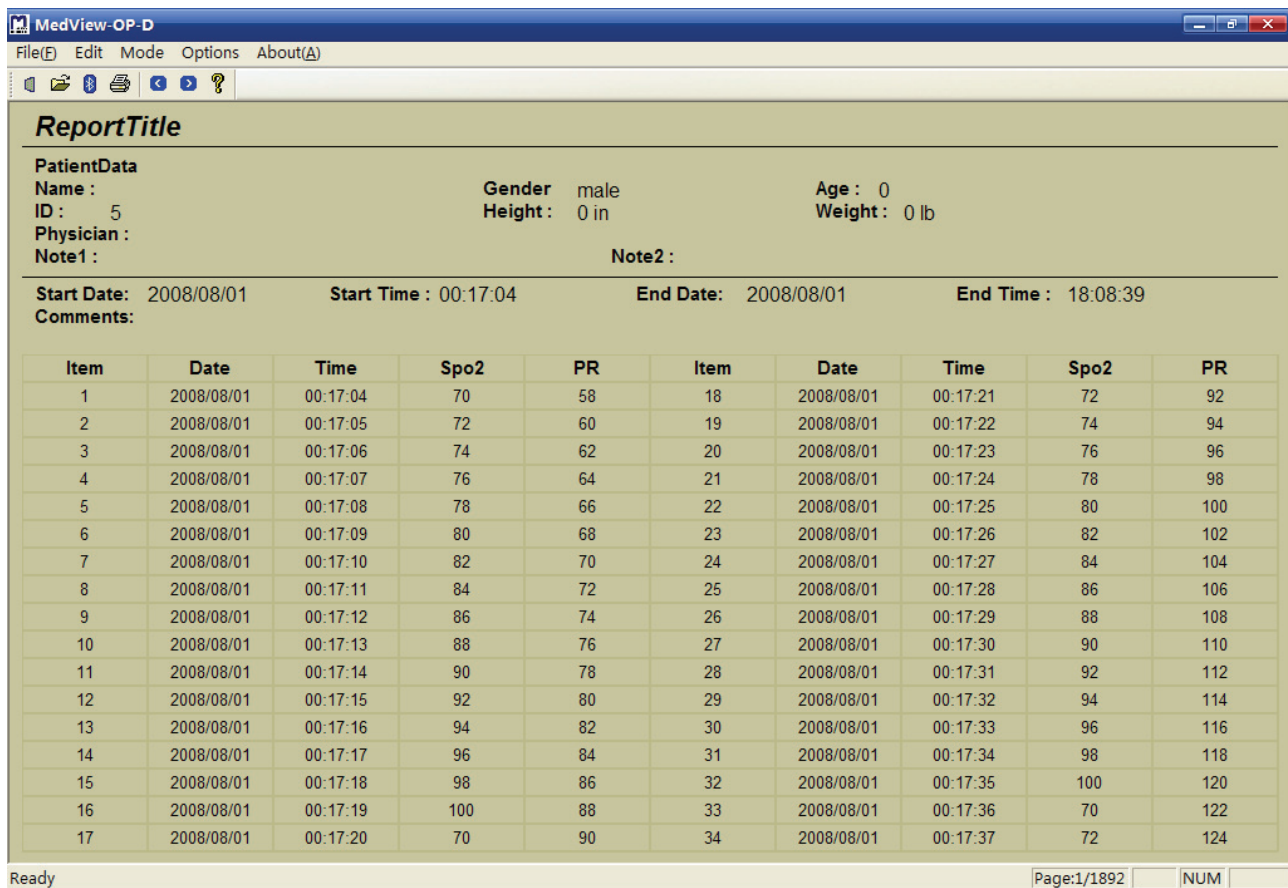 MedView-OP-D
File(F) Edit Mode Options About(A)
ReportTitle
PatientData
Name : Gender male Age : 0
ID : 5 Height : 0 in Weight : 0 lb
Physician :
Note1 : Note2 :
Start Date: 2008/08/01 Start Time : 00:17:04 End Date: 2008/08/01 End Time : 18:08:39
Comments:
Item Date Time Spo2 PR Item Date Time Spo2 PR
1 2008/08/01 00:17:04 70 58 18 2008/08/01 00:17:21 72 92
2 2008/08/01 00:17:05 72 60 19 2008/08/01 00:17:22 74 94
3 2008/08/01 00:17:06 74 62 20 2008/08/01 00:17:23 76 96
4 2008/08/01 00:17:07 76 64 21 2008/08/01 00:17:24 78 98
5 2008/08/01 00:17:08 78 66 22 2008/08/01 00:17:25 80 100
6 2008/08/01 00:17:09 80 68 23 2008/08/01 00:17:26 82 102
7 2008/08/01 00:17:10 82 70 24 2008/08/01 00:17:27 84 104
8 2008/08/01 00:17:11 84 72 25 2008/08/01 00:17:28 86 106
9 2008/08/01 00:17:12 86 74 26 2008/08/01 00:17:29 88 108
10 2008/08/01 00:17:13 88 76 27 2008/08/01 00:17:30 90 110
11 2008/08/01 00:17:14 90 78 28 2008/08/01 00:17:31 92 112
12 2008/08/01 00:17:15 92 80 29 2008/08/01 00:17:32 94 114
13 2008/08/01 00:17:16 94 82 30 2008/08/01 00:17:33 96 116
14 2008/08/01 00:17:17 96 84 31 2008/08/01 00:17:34 98 118
15 2008/08/01 00:17:18 98 86 32 2008/08/01 00:17:35 100 120
16 2008/08/01 00:17:19 100 88 33 2008/08/01 00:17:36 70 122
17 2008/08/01 00:17:20 70 90 34 2008/08/01 00:17:37 72 124
Ready Page:1/1892 NUM